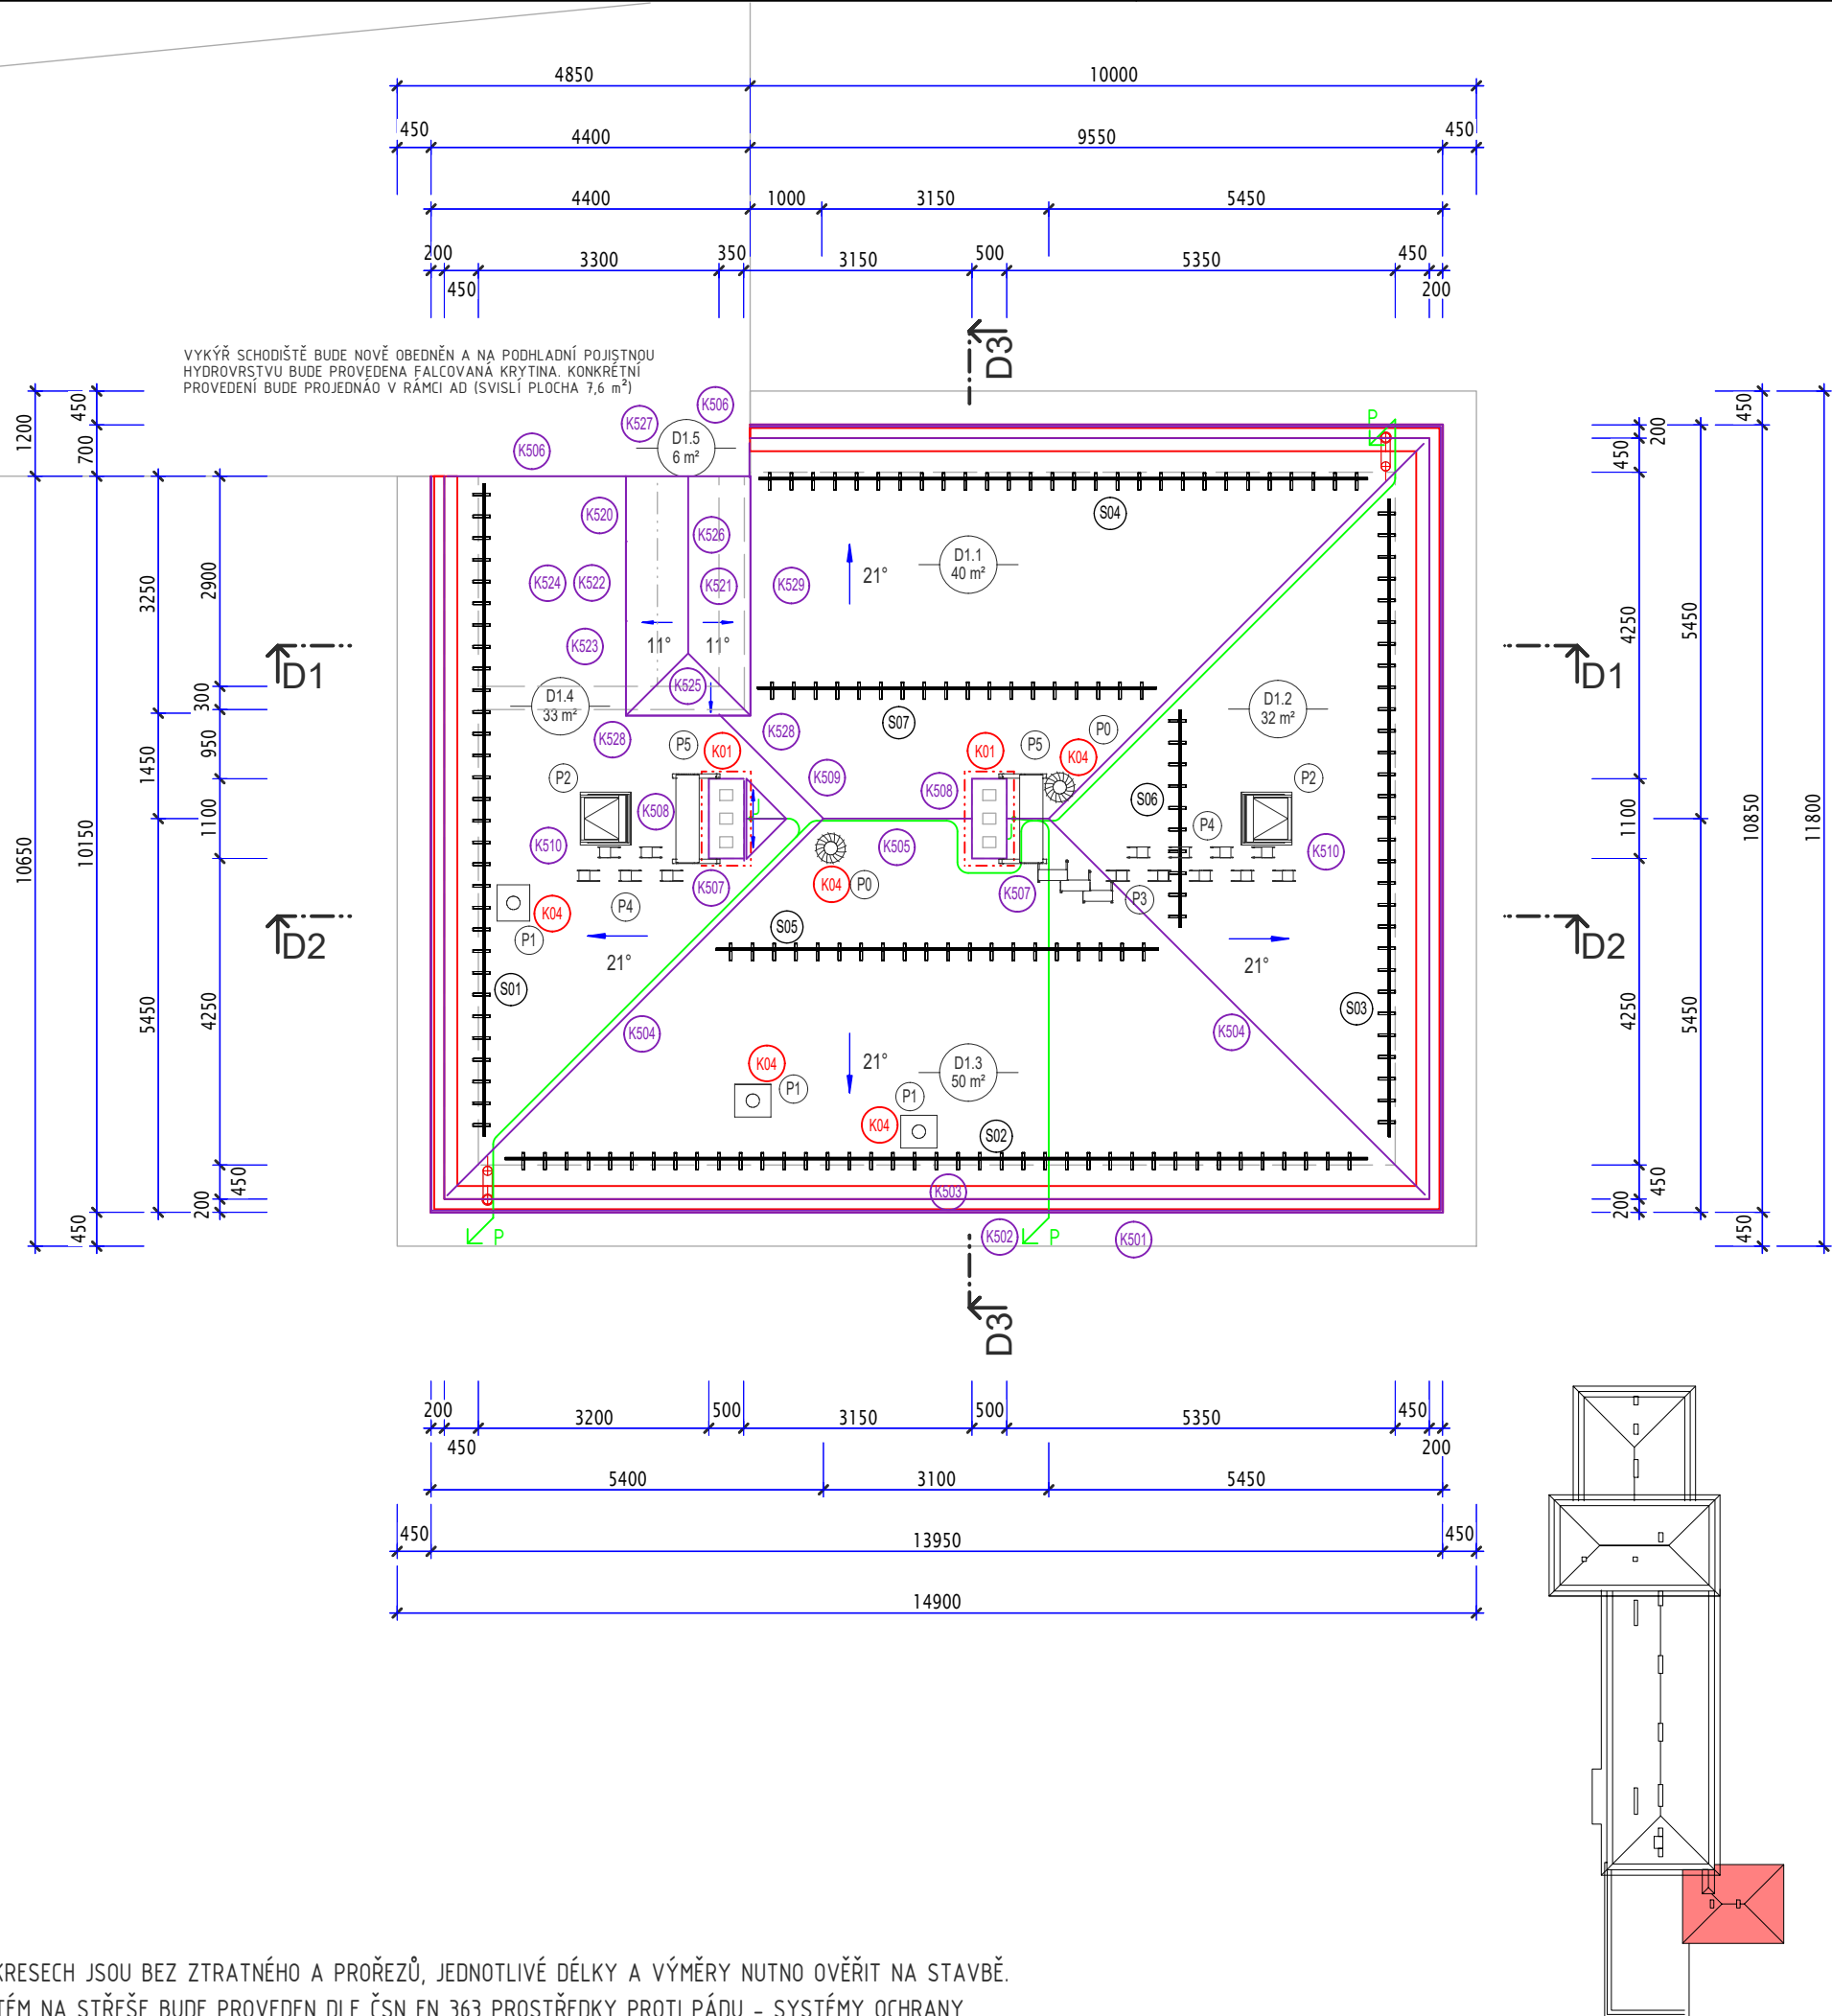 4850 10000
450 4400 9550 450
4400 1000 3150 5450
200 3300 350 3150 500 5350 450
450 200
VYKÝŘ SCHODIŠTĚ BUDE NOVĚ OBEDNĚN A NA PODHLADNÍ POJISTNOU
HYDROVRSTVU BUDE PROVEDENA FALCOVANÁ KRYTINA. KONKRÉTNÍ
PROVEDENÍ BUDE PROJEDNÁO V RÁMCI AD (SVISLÍ PLOCHA 7,6 m²)
D3
K506
K527
K506
D1.5
6 m²
P
K520
K526
S04
K524
K522
K521
K529
D1.1
40 m²
21°
K523
11°
11°
K525
D1
D1
D1.4
33 m²
D1.2
32 m²
S07
K528
K528
P5
K01
K01
P5
P0
K04
K509
P2
K508
K508
S06
P2
J
J
P4
K510
K505
K510
K04
K507
K04
P0
K507
P3
P4
P1
S05
D2
D2
21°
21°
S01
S03
K504
K504
K04
P1
21°
D1.3
50 m²
P1
K04
S02
K503
P
P
K502
K501
D3
1200
10650
450
700
10150
450
3250
1450
5450
2900
300
950
1100
4250
450
200
200
450
4250
1100
4250
450
200
5450
5450
450
10850
450
11800
200 3200 500 3150 500 5350 450
450 200
5400 3100 5450
450 13950 450
14900
KRESECH JSOU BEZ ZTRATNÉHO A PROŘEZŮ, JEDNOTLIVÉ DÉLKY A VÝMĚRY NUTNO OVĚŘIT NA STAVBĚ.
TÉM NA STŘEŠE BUDE PROVEDEN DLE ČSN EN 363 PROSTŘEDKY PROTI PÁDU - SYSTÉMY OCHRANY